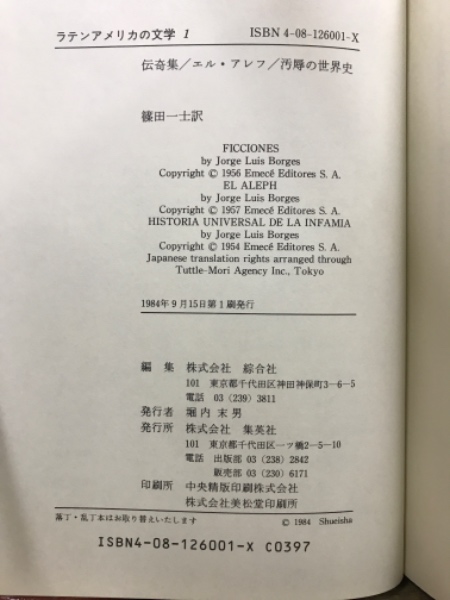 ラテンアメリカの文学 1 ISBN 4-08-126001-X
伝奇集/エル・アレフ/汚辱の世界史
篠田一士訳
FICCIONES
by Jorge Luis Borges
Copyright © 1956 Emecé Editores S. A.
EL ALEPH
by Jorge Luis Borges
Copyright © 1957 Emecé Editores S. A.
HISTORIA UNIVERSAL DE LA INFAMIA
by Jorge Luis Borges
Copyright © 1954 Emecé Editores S. A.
Japanese translation rights arranged through
Tuttle-Mori Agency Inc., Tokyo
1984年9月15日第1刷発行
編 集 株式会社 綜合社
101 東京都千代田区神田神保町3-6-5
電話 03 (239) 3811
発行者 堀内末男
発行所 株式会社 集英社
101 東京都千代田区一ツ橋2-5-10
電話 出版部 03 (238) 2842
販売部 03 (230) 6171
印刷所 中央精版印刷株式会社
株式会社美松堂印刷所
落丁・乱丁本はお取り替えいたします © 1984 Shueisha
ISBN4-08-126001-X C0397